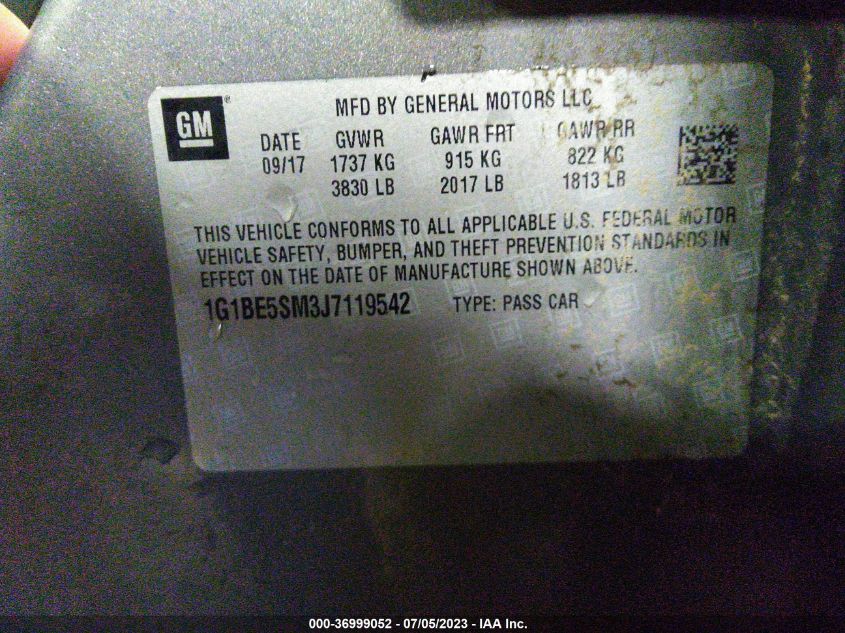 GM ®
MFD BY GENERAL MOTORS LLC
DATE GVWR GAWR FRT GAWR RR
09/17 1737 KG 915 KG 822 KG
3830 LB 2017 LB 1813 LB
THIS VEHICLE CONFORMS TO ALL APPLICABLE U.S. FEDERAL MOTOR
VEHICLE SAFETY, BUMPER, AND THEFT PREVENTION STANDARDS IN
EFFECT ON THE DATE OF MANUFACTURE SHOWN ABOVE.
1G1BE5SM3J7119542 TYPE: PASS CAR
000-36999052 - 07/05/2023 - IAA Inc.